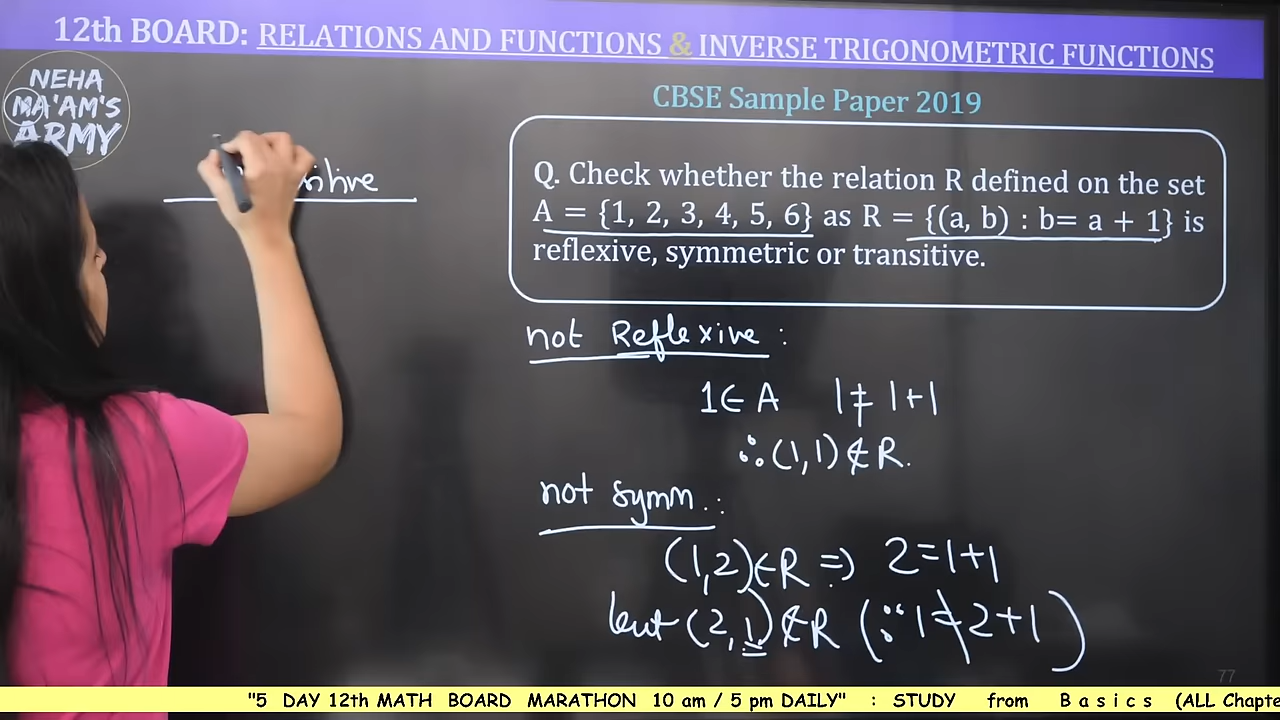 12th BOARD: RELATIONS AND FUNCTIONS & INVERSE TRIGONOMETRIC FUNCTIONS
NEHA
MA'AM'S
ARMY
CBSE Sample Paper 2019
Q. Check whether the relation R defined on the set
A = {1, 2, 3, 4, 5, 6} as R = {(a, b) : b= a + 1} is
reflexive, symmetric or transitive.
not Reflexive :
1 ∈ A 1 ≠ 1+1
∴ (1,1) ∉ R.
not symm. :
(1,2) ∈ R ⇒ 2=1+1
but (2,1) ∉ R (∵ 1 ≠ 2+1)
77
"5 DAY 12th MATH BOARD MARATHON 10 am / 5 pm DAILY" : STUDY from Basics (ALL Chapte